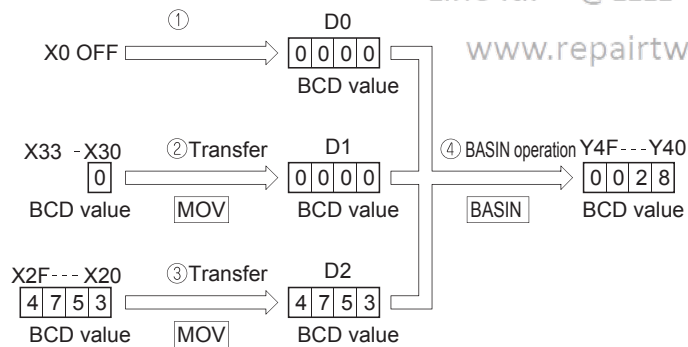 ①
D0
X0 OFF
0 0 0 0
www.repairtw
BCD value
X33 - X30
②Transfer
D1
④ BASIN operation
Y4F---Y40
0
0 0 0 0
0 0 2 8
BCD value
MOV
BCD value
BASIN
BCD value
X2F--- X20
③Transfer
D2
4 7 5 3
4 7 5 3
BCD value
MOV
BCD value